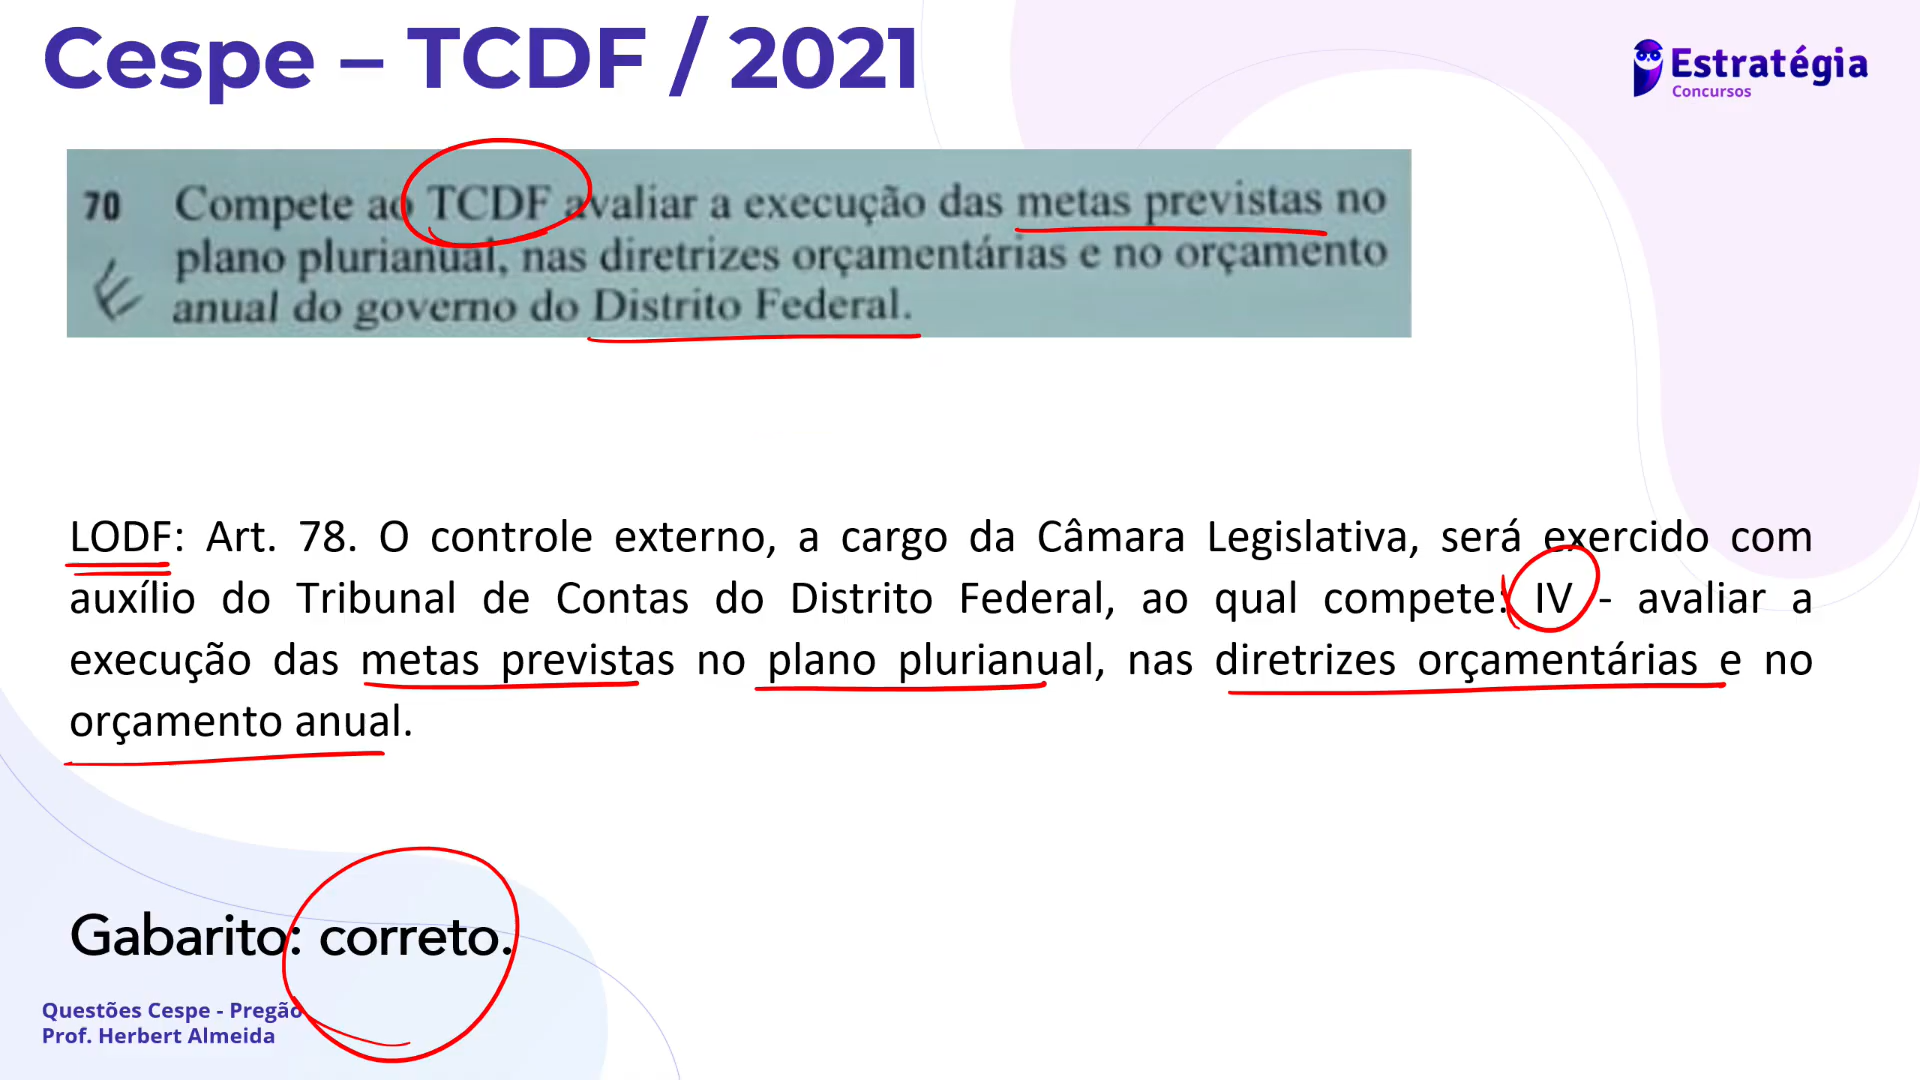 Cespe – TCDF / 2021
Estratégia
Concursos
70 Compete ao TCDF avaliar a execução das metas previstas no
plano plurianual, nas diretrizes orçamentárias e no orçamento
anual do governo do Distrito Federal.
E
LODF: Art. 78. O controle externo, a cargo da Câmara Legislativa, será exercido com
auxílio do Tribunal de Contas do Distrito Federal, ao qual compete: IV - avaliar a
execução das metas previstas no plano plurianual, nas diretrizes orçamentárias e no
orçamento anual.
Gabarito: correto.
Questões Cespe - Pregão
Prof. Herbert Almeida